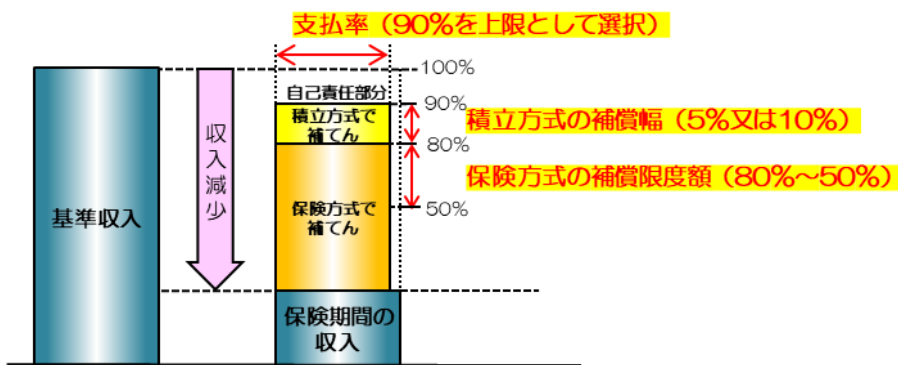 支払率（90%を上限として選択）
100%
自己責任部分
90%
積立方式で
補てん
積立方式の補償幅（5%又は10%）
80%
収入減少
保険方式の補償限度額（80%～50%）
基準収入
保険方式で
補てん
50%
保険期間の
収入